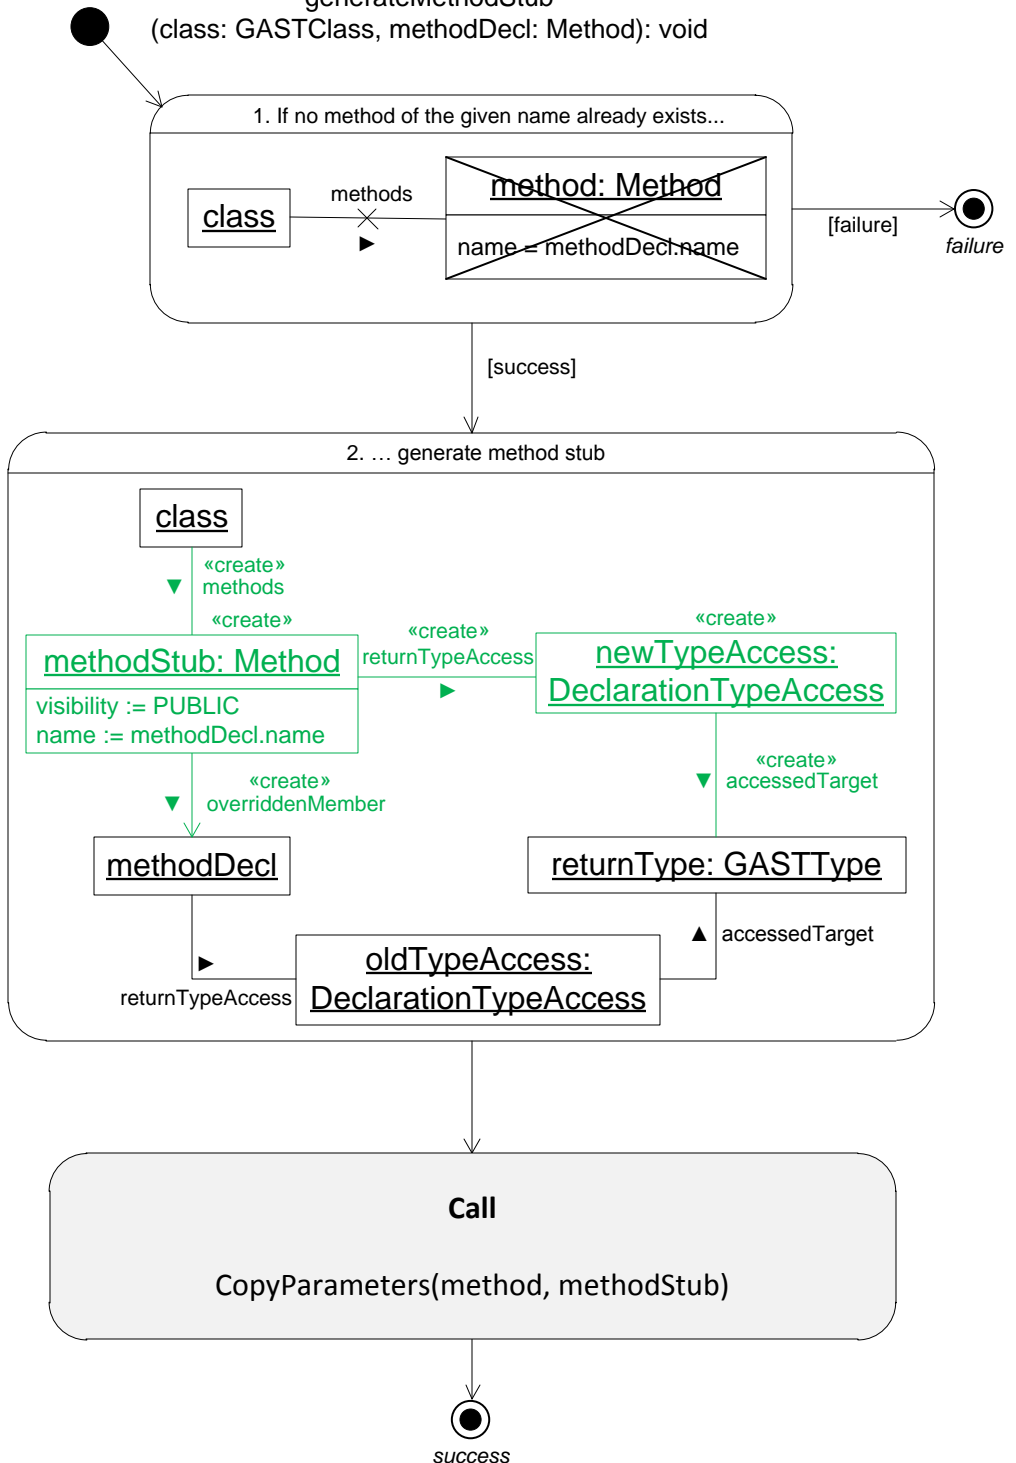 generateMethodStub
(class: GASTClass, methodDecl: Method): void
1. If no method of the given name already exists...
class
methods
►
method: Method
name = methodDecl.name
[failure]
failure
[success]
2. … generate method stub
class
«create»
▼ methods
«create»
methodStub: Method
visibility := PUBLIC
name := methodDecl.name
«create»
returnTypeAccess
►
«create»
newTypeAccess:
DeclarationTypeAccess
«create»
▼ overriddenMember
«create»
▼ accessedTarget
methodDecl
returnType: GASTType
►
returnTypeAccess
oldTypeAccess:
DeclarationTypeAccess
▲ accessedTarget
Call
CopyParameters(method, methodStub)
success